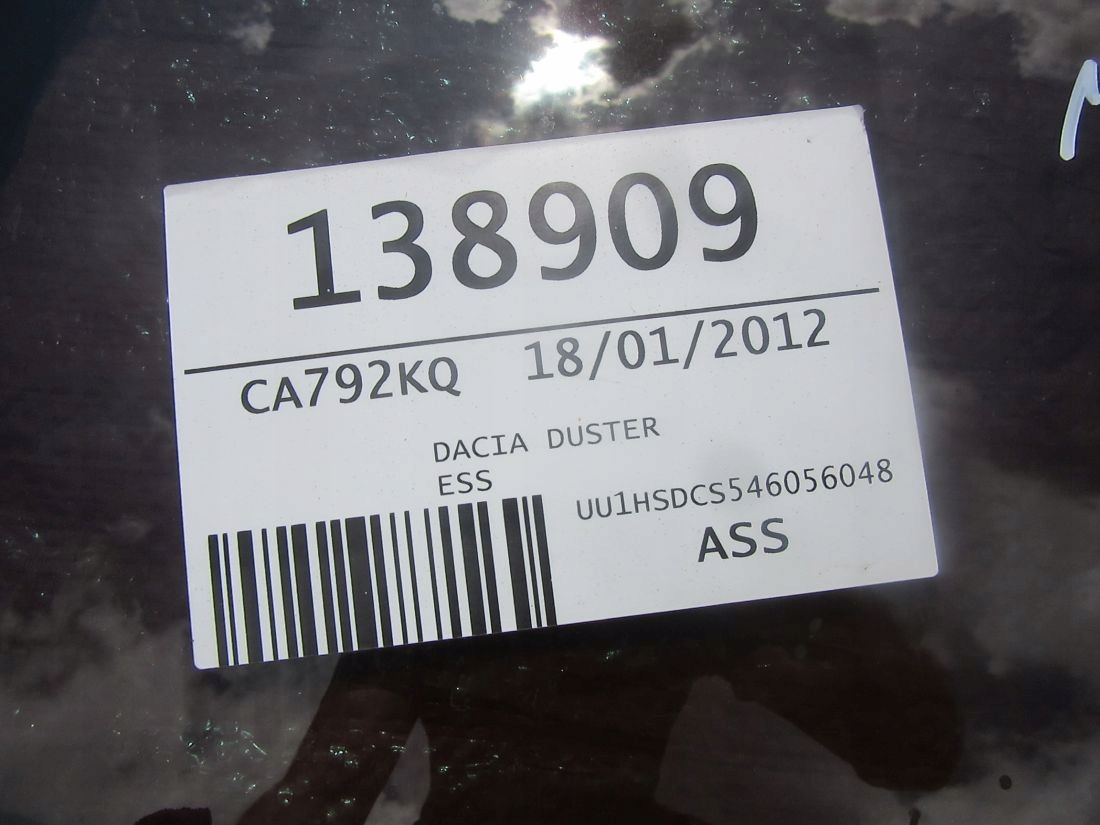 138909
CA792KQ 18/01/2012
DACIA DUSTER
ESS
UU1HSDCS546056048
ASS